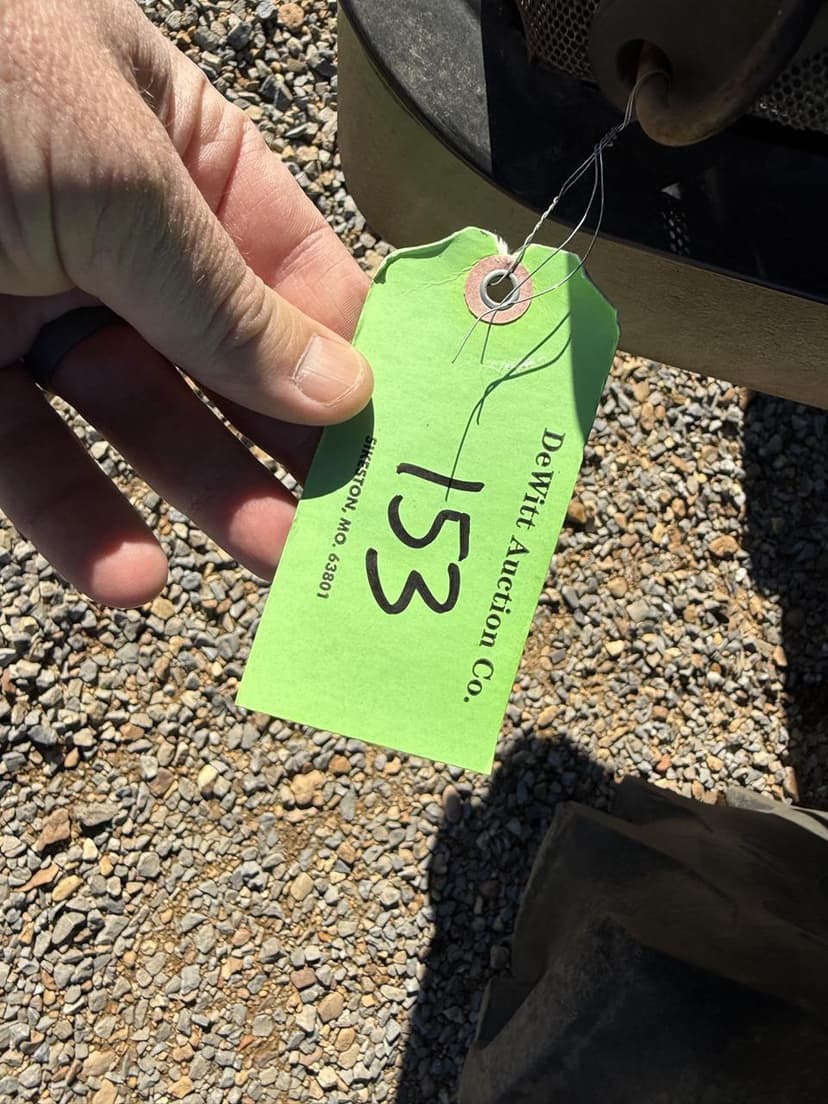 DeWitt Auction Co.
153
SIKESTON, MO. 63801